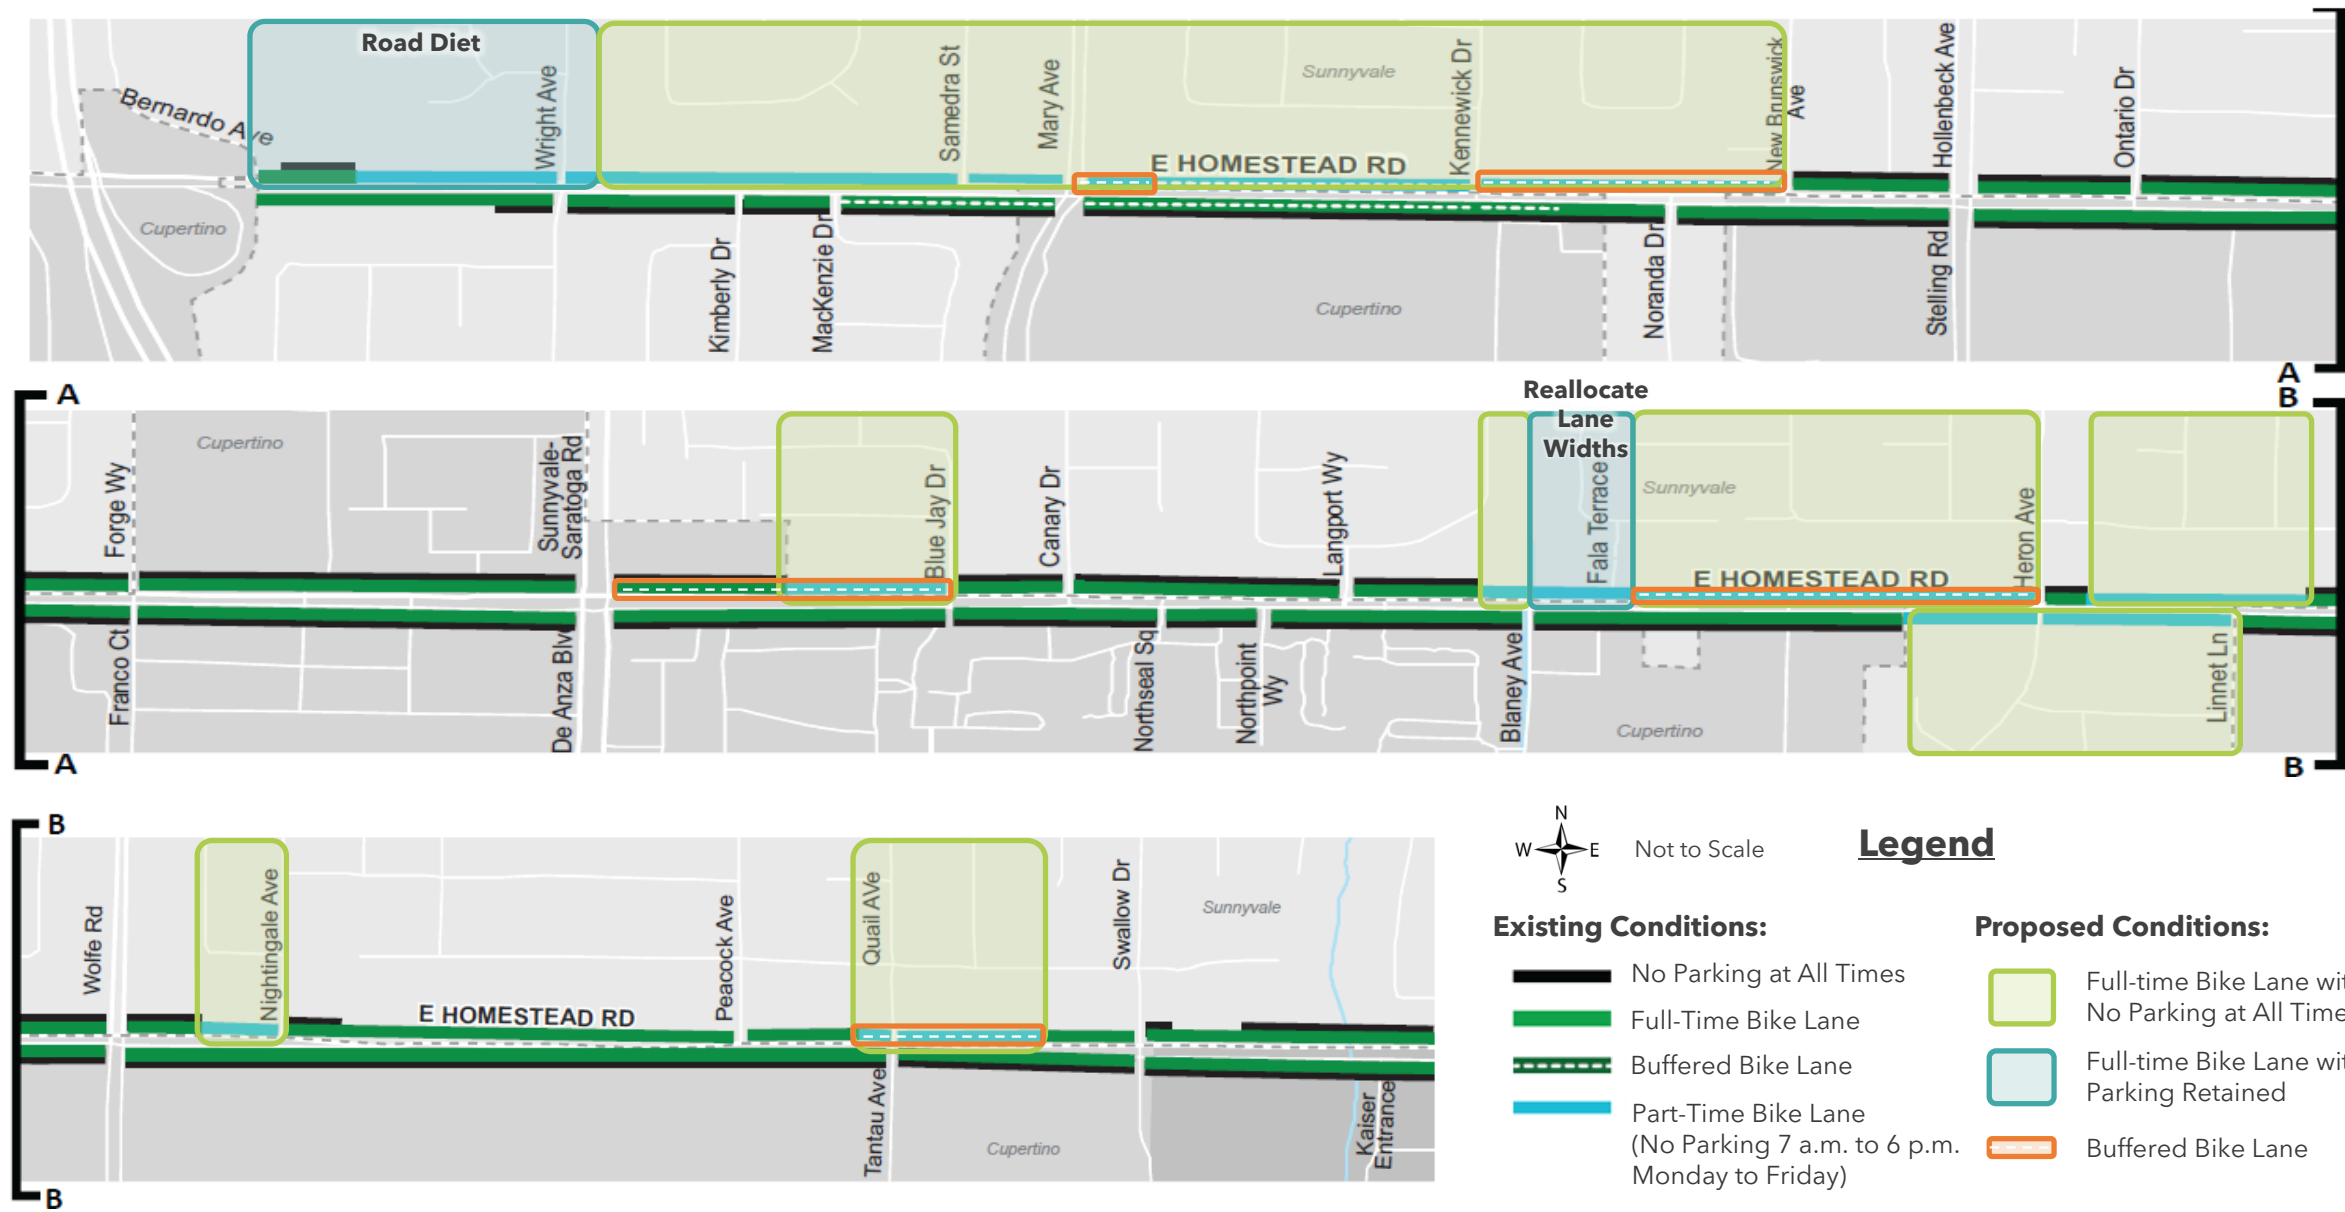 Road Diet
Bernardo Ave
Wright Ave
Samedra St
Mary Ave
Sunnyvale
Kennewick Dr
New Brunswick
Ave
Hollenbeck Ave
Ontario Dr
E HOMESTEAD RD
Cupertino
Kimberly Dr
MacKenzie Dr
Cupertino
Noranda Dr
Stelling Rd
A
A
B
Reallocate
Lane
Widths
Cupertino
Forge Wy
Sunnyvale-
Saratoga Rd
Blue Jay Dr
Canary Dr
Langport Wy
Fala Terrace
Sunnyvale
Heron Ave
E HOMESTEAD RD
Franco Ct
De Anza Blv
Northseal Sq
Northpoint
Wy
Blaney Ave
Cupertino
Linnet Ln
A
B
B
Wolfe Rd
Nightingale Ave
E HOMESTEAD RD
Peacock Ave
Quail AVe
Swallow Dr
Sunnyvale
Tantau Ave
Cupertino
Kaiser
Entrance
B
N
W
E
S
Not to Scale
Legend
Existing Conditions:
No Parking at All Times
Full-Time Bike Lane
Buffered Bike Lane
Part-Time Bike Lane
(No Parking 7 a.m. to 6 p.m.
Monday to Friday)
Proposed Conditions:
Full-time Bike Lane wit
No Parking at All Time
Full-time Bike Lane wit
Parking Retained
Buffered Bike Lane